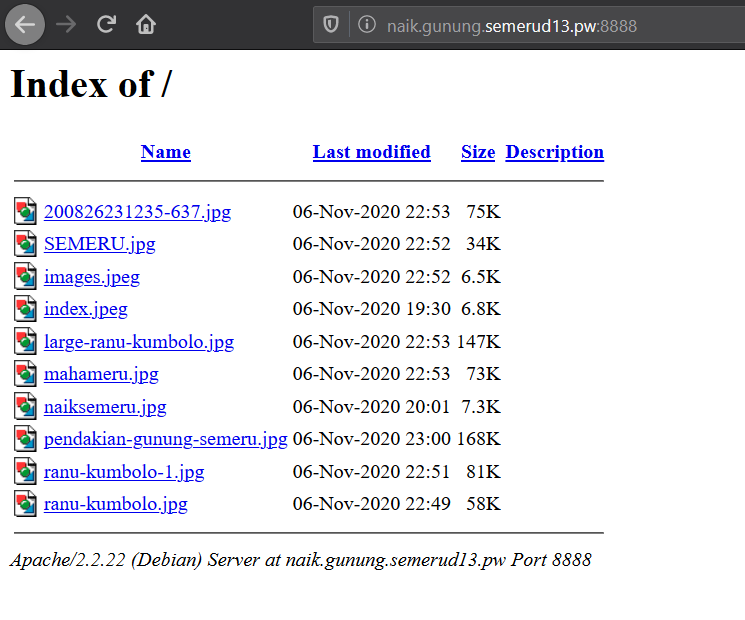 naik.gunung.semerud13.pw:8888
Index of /
Name Last modified Size Description
200826231235-637.jpg 06-Nov-2020 22:53 75K
SEMERU.jpg 06-Nov-2020 22:52 34K
images.jpeg 06-Nov-2020 22:52 6.5K
index.jpeg 06-Nov-2020 19:30 6.8K
large-ranu-kumbolo.jpg 06-Nov-2020 22:53 147K
mahameru.jpg 06-Nov-2020 22:53 73K
naiksemeru.jpg 06-Nov-2020 20:01 7.3K
pendakian-gunung-semeru.jpg 06-Nov-2020 23:00 168K
ranu-kumbolo-1.jpg 06-Nov-2020 22:51 81K
ranu-kumbolo.jpg 06-Nov-2020 22:49 58K
Apache/2.2.22 (Debian) Server at naik.gunung.semerud13.pw Port 8888